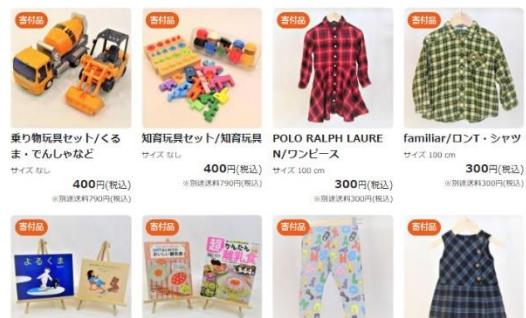 寄付品
寄付品
寄付品
寄付品
乗り物玩具セット/くる
ま・でんしゃなど
サイズ なし
400円(税込)
※別途送料790円(税込)
知育玩具セット/知育玩具
サイズ なし
400円(税込)
※別途送料790円(税込)
POLO RALPH LAURE
N/ワンピース
サイズ 100 cm
300円(税込)
※別途送料300円(税込)
familiar/ロンT・シャツ
サイズ 100 cm
300円(税込)
※別途送料300円(税込)
寄付品
寄付品
寄付品
寄付品
よるくま
超かんたん
離乳食